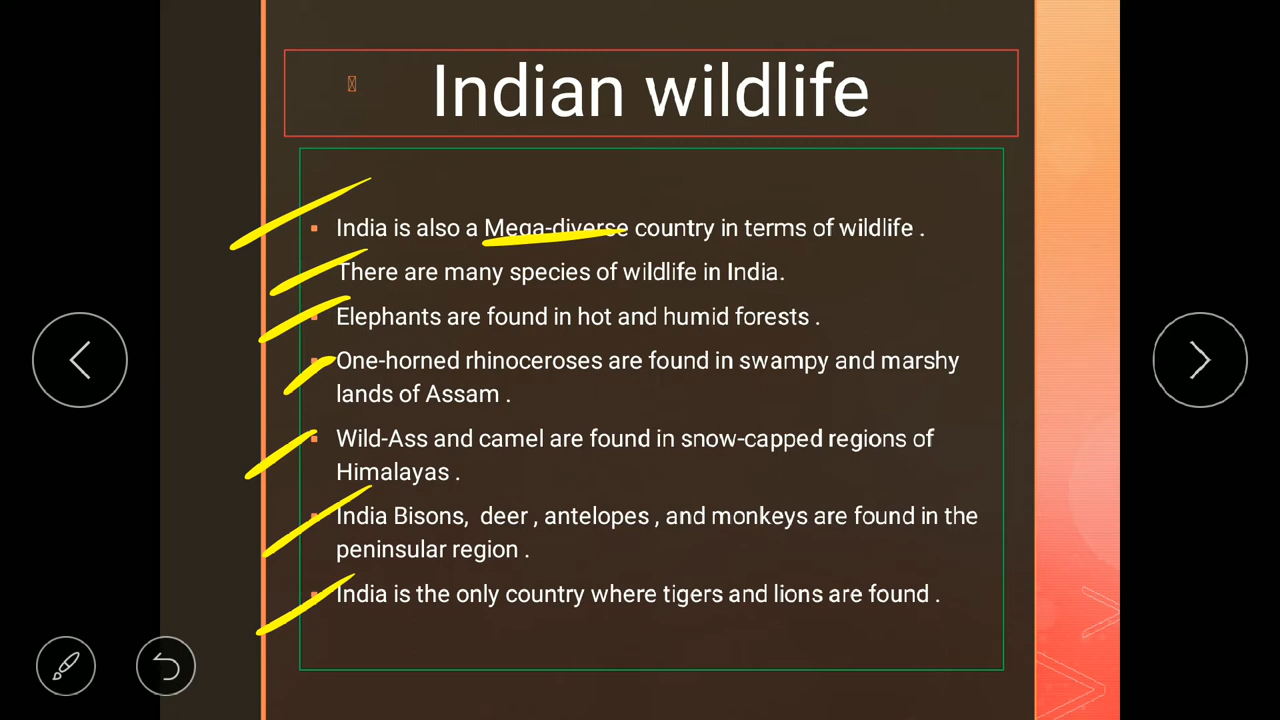 Indian wildlife
India is also a Mega-diverse country in terms of wildlife .
There are many species of wildlife in India.
Elephants are found in hot and humid forests .
One-horned rhinoceroses are found in swampy and marshy
lands of Assam .
Wild-Ass and camel are found in snow-capped regions of
Himalayas .
India Bisons, deer , antelopes , and monkeys are found in the
peninsular region .
India is the only country where tigers and lions are found .